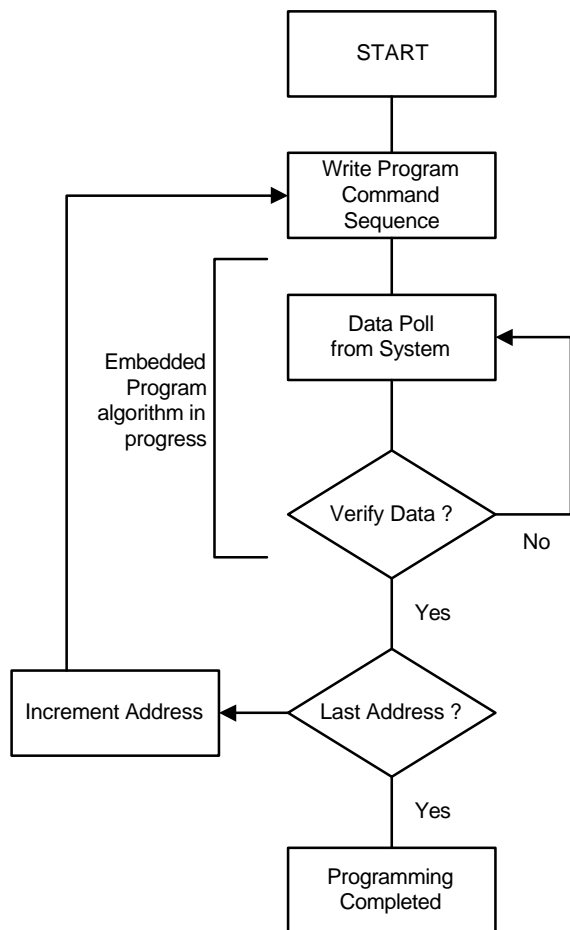 START
Write Program
Command
Sequence
Data Poll
from System
Embedded
Program
algorithm in
progress
Verify Data ?
No
Yes
Increment Address
Last Address ?
Yes
Programming
Completed